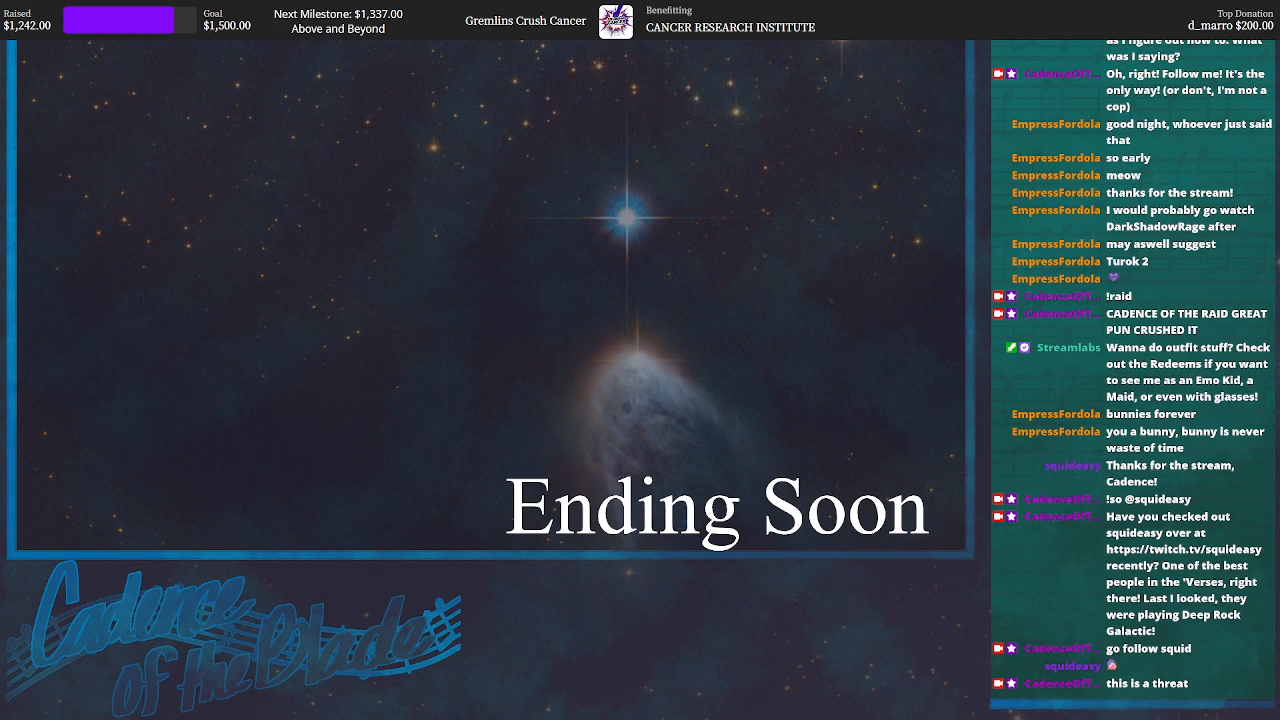 Raised
$1,242.00
Goal
$1,500.00
Next Milestone: $1,337.00
Above and Beyond
Gremlins Crush Cancer
Benefitting
CANCER RESEARCH INSTITUTE
Top Donation
d_marro $200.00
as I figure out how to. What
was I saying?
CadenceOfT... Oh, right! Follow me! It's the
only way! (or don't, I'm not a
cop)
EmpressFordola good night, whoever just said
that
EmpressFordola so early
EmpressFordola meow
EmpressFordola thanks for the stream!
EmpressFordola I would probably go watch
DarkShadowRage after
EmpressFordola may aswell suggest
EmpressFordola Turok 2
EmpressFordola 💜
CadenceOfT... !raid
CadenceOfT... CADENCE OF THE RAID GREAT
PUN CRUSHED IT
Streamlabs Wanna do outfit stuff? Check
out the Redeems if you want
to see me as an Emo Kid, a
Maid, or even with glasses!
EmpressFordola bunnies forever
EmpressFordola you a bunny, bunny is never
waste of time
squideasy Thanks for the stream,
Cadence!
CadenceOfT... !so @squideasy
CadenceOfT... Have you checked out
squideasy over at
https://twitch.tv/squideasy
recently? One of the best
people in the 'Verses, right
there! Last I looked, they
were playing Deep Rock
Galactic!
CadenceOfT... go follow squid
squideasy
CadenceOfT... this is a threat
Ending Soon
Cadence
of the Blade